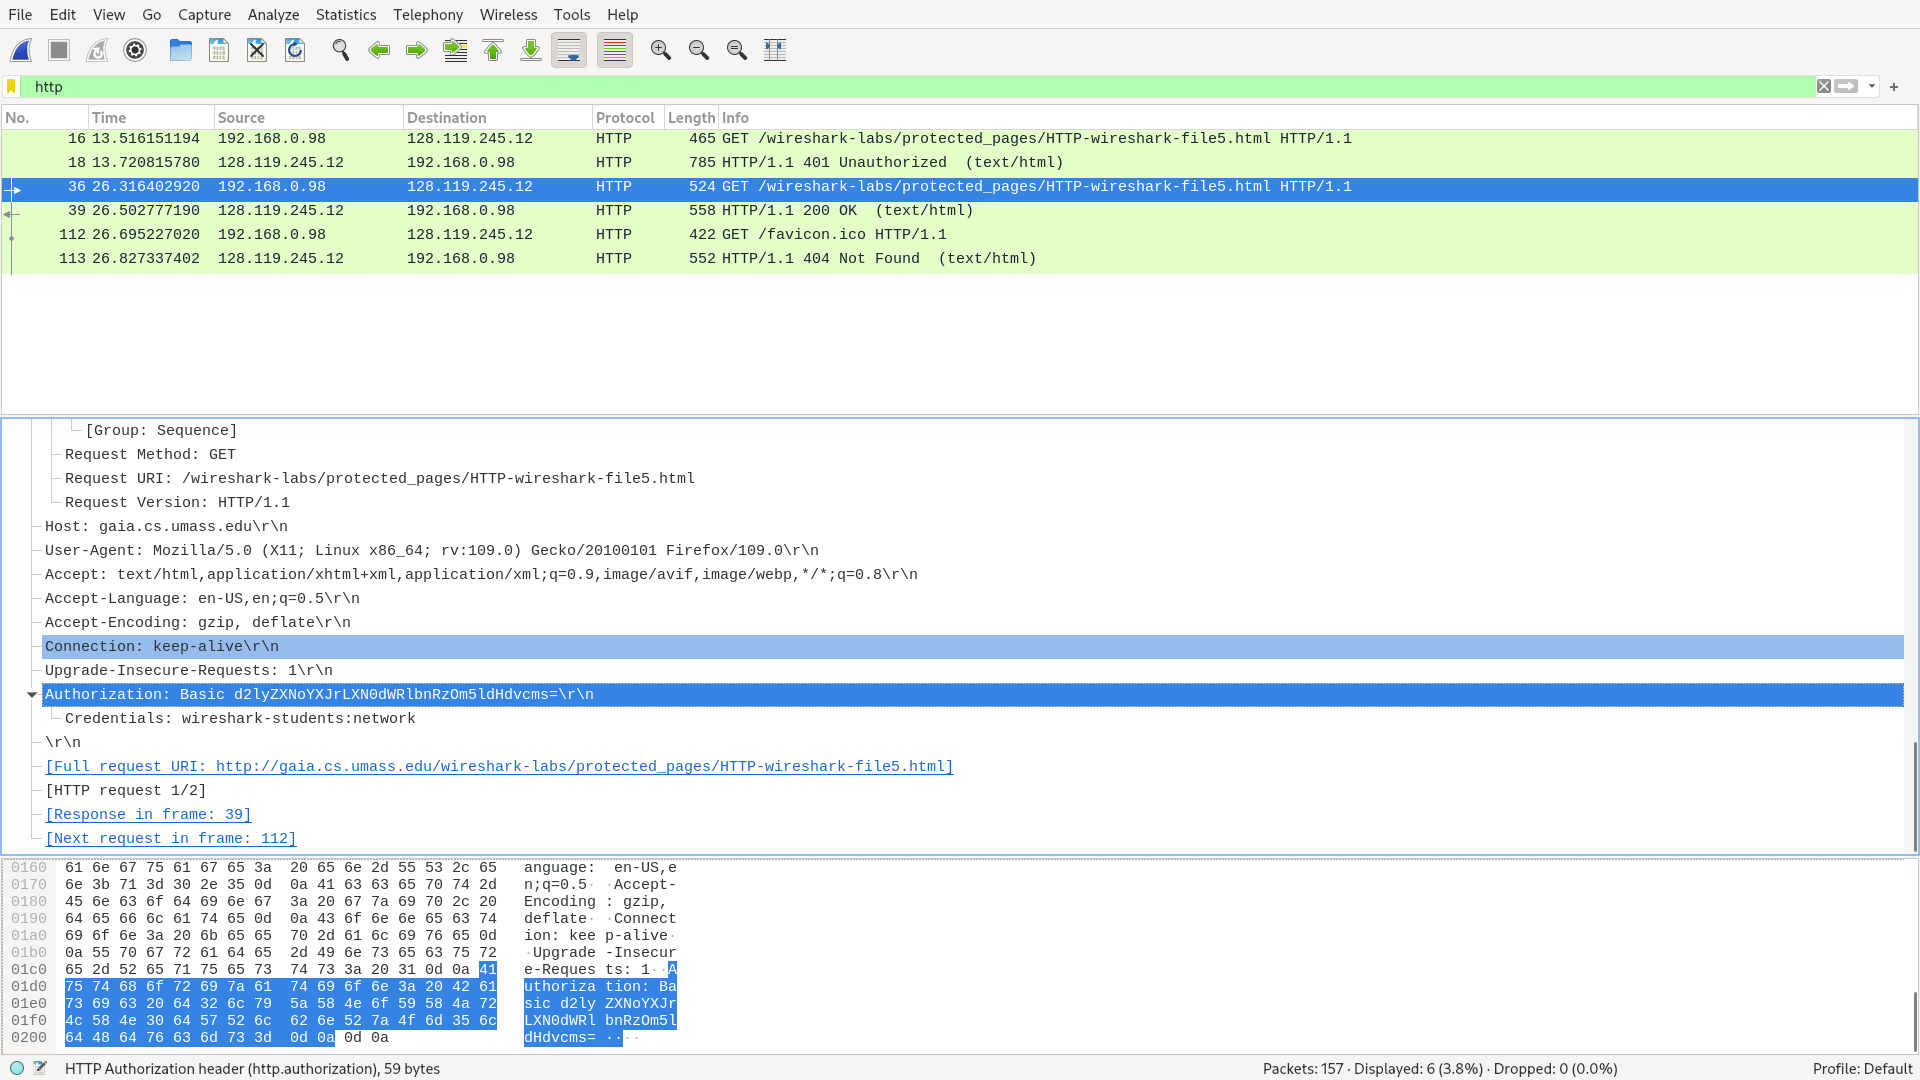 File Edit View Go Capture Analyze Statistics Telephony Wireless Tools Help
http
No. Time Source Destination Protocol Length Info
16 13.516151194 192.168.0.98 128.119.245.12 HTTP 465 GET /wireshark-labs/protected_pages/HTTP-wireshark-file5.html HTTP/1.1
18 13.720815780 128.119.245.12 192.168.0.98 HTTP 785 HTTP/1.1 401 Unauthorized (text/html)
36 26.316402920 192.168.0.98 128.119.245.12 HTTP 524 GET /wireshark-labs/protected_pages/HTTP-wireshark-file5.html HTTP/1.1
39 26.502777190 128.119.245.12 192.168.0.98 HTTP 558 HTTP/1.1 200 OK (text/html)
112 26.695227020 192.168.0.98 128.119.245.12 HTTP 422 GET /favicon.ico HTTP/1.1
113 26.827337402 128.119.245.12 192.168.0.98 HTTP 552 HTTP/1.1 404 Not Found (text/html)
[Group: Sequence]
Request Method: GET
Request URI: /wireshark-labs/protected_pages/HTTP-wireshark-file5.html
Request Version: HTTP/1.1
Host: gaia.cs.umass.edu\r\n
User-Agent: Mozilla/5.0 (X11; Linux x86_64; rv:109.0) Gecko/20100101 Firefox/109.0\r\n
Accept: text/html,application/xhtml+xml,application/xml;q=0.9,image/avif,image/webp,*/*;q=0.8\r\n
Accept-Language: en-US,en;q=0.5\r\n
Accept-Encoding: gzip, deflate\r\n
Connection: keep-alive\r\n
Upgrade-Insecure-Requests: 1\r\n
Authorization: Basic d2lyZXNoYXJrLXN0dWRlbnRzOm5ldHdvcms=\r\n
Credentials: wireshark-students:network
\r\n
[Full request URI: http://gaia.cs.umass.edu/wireshark-labs/protected_pages/HTTP-wireshark-file5.html]
[HTTP request 1/2]
[Response in frame: 39]
[Next request in frame: 112]
0160 61 6e 67 75 61 67 65 3a 20 65 6e 2d 55 53 2c 65 anguage: en-US,e
0170 6e 3b 71 3d 30 2e 35 0d 0a 41 63 63 65 70 74 2d n;q=0.5· ·Accept-
0180 45 6e 63 6f 64 69 6e 67 3a 20 67 7a 69 70 2c 20 Encoding : gzip,
0190 64 65 66 6c 61 74 65 0d 0a 43 6f 6e 6e 65 63 74 deflate· ·Connect
01a0 69 6f 6e 3a 20 6b 65 65 70 2d 61 6c 69 76 65 0d ion: kee p-alive·
01b0 0a 55 70 67 72 61 64 65 2d 49 6e 73 65 63 75 72 ·Upgrade -Insecur
01c0 65 2d 52 65 71 75 65 73 74 73 3a 20 31 0d 0a 41 e-Reques ts: 1··A
01d0 75 74 68 6f 72 69 7a 61 74 69 6f 6e 3a 20 42 61 uthoriza tion: Ba
01e0 73 69 63 20 64 32 6c 79 5a 58 4e 6f 59 58 4a 72 sic d2ly ZXNoYXJr
01f0 4c 58 4e 30 64 57 52 6c 62 6e 52 7a 4f 6d 35 6c LXN0dWRl bnRzOm5l
0200 64 48 64 76 63 6d 73 3d 0d 0a 0d 0a dHdvcms= ····
HTTP Authorization header (http.authorization), 59 bytes Packets: 157 · Displayed: 6 (3.8%) · Dropped: 0 (0.0%) Profile: Default